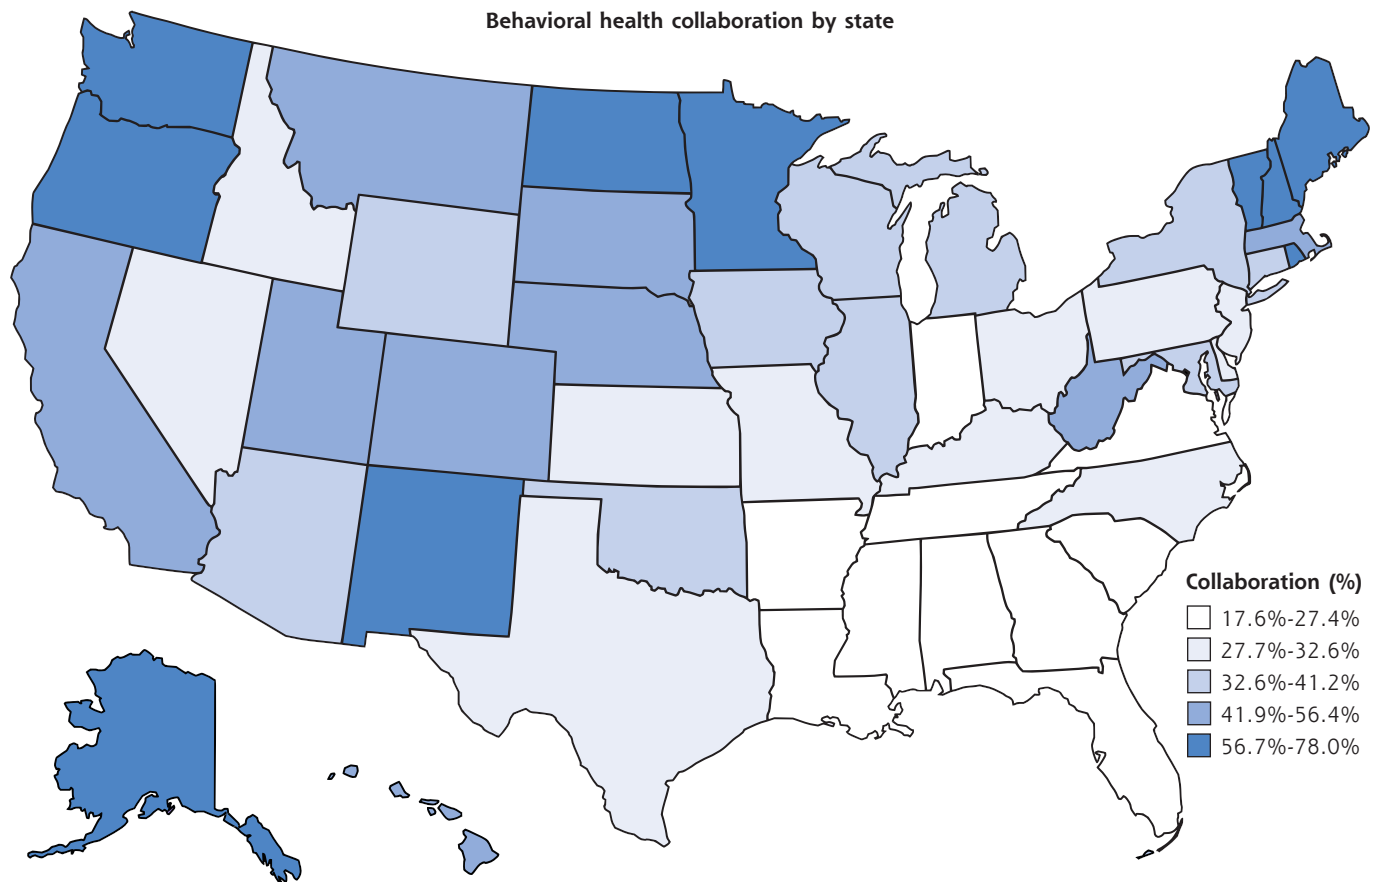 Behavioral health collaboration by state
Collaboration (%)
17.6%-27.4%
27.7%-32.6%
32.6%-41.2%
41.9%-56.4%
56.7%-78.0%